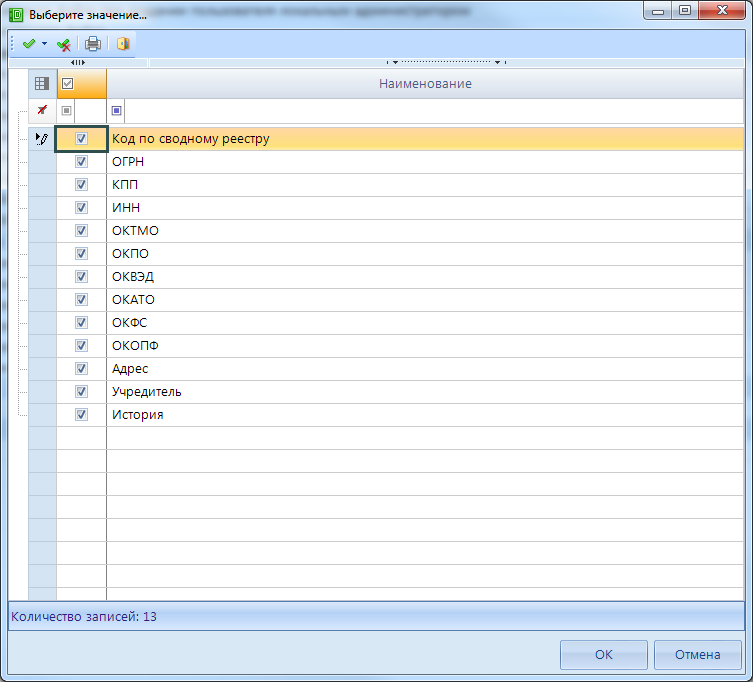 Выберите значение...
Наименование
Код по сводному реестру
ОГРН
КПП
ИНН
ОКТМО
ОКПО
ОКВЭД
ОКАТО
ОКФС
ОКОПФ
Адрес
Учредитель
История
Количество записей: 13
ОК
Отмена